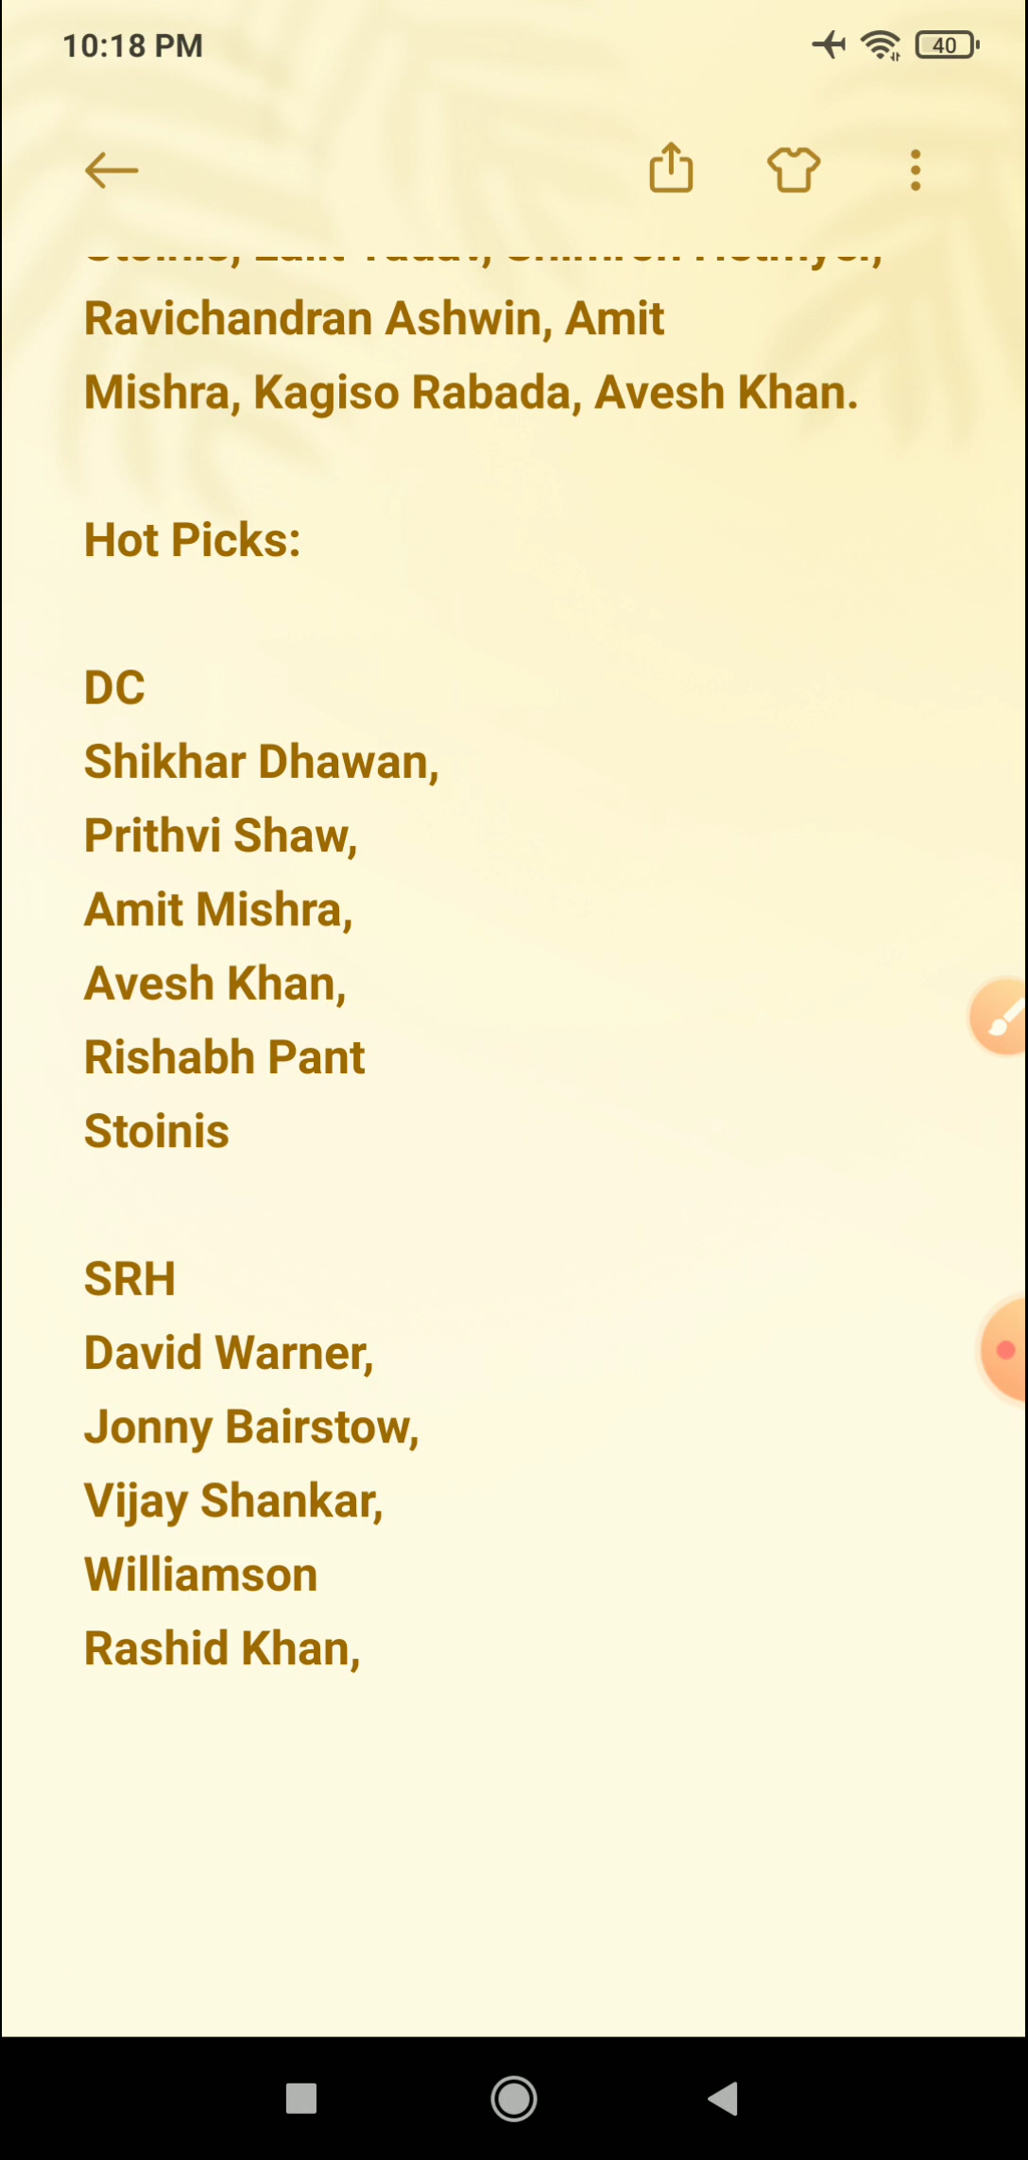 10:18 PM
40
Ravichandran Ashwin, Amit
Mishra, Kagiso Rabada, Avesh Khan.
Hot Picks:
DC
Shikhar Dhawan,
Prithvi Shaw,
Amit Mishra,
Avesh Khan,
Rishabh Pant
Stoinis
SRH
David Warner,
Jonny Bairstow,
Vijay Shankar,
Williamson
Rashid Khan,